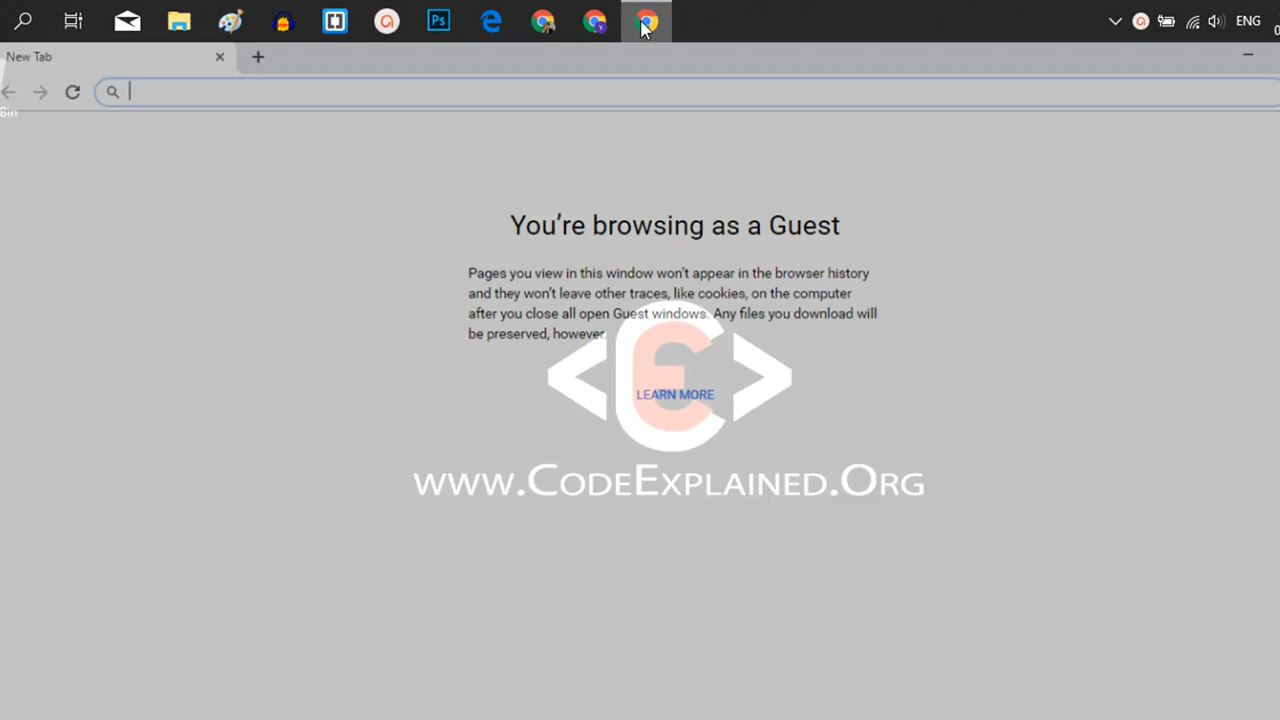 Ps
ENG
New Tab
Bin
You're browsing as a Guest
Pages you view in this window won't appear in the browser history
and they won't leave other traces, like cookies, on the computer
after you close all open Guest windows. Any files you download will
be preserved, however.
LEARN MORE
www.CodeExplained.Org